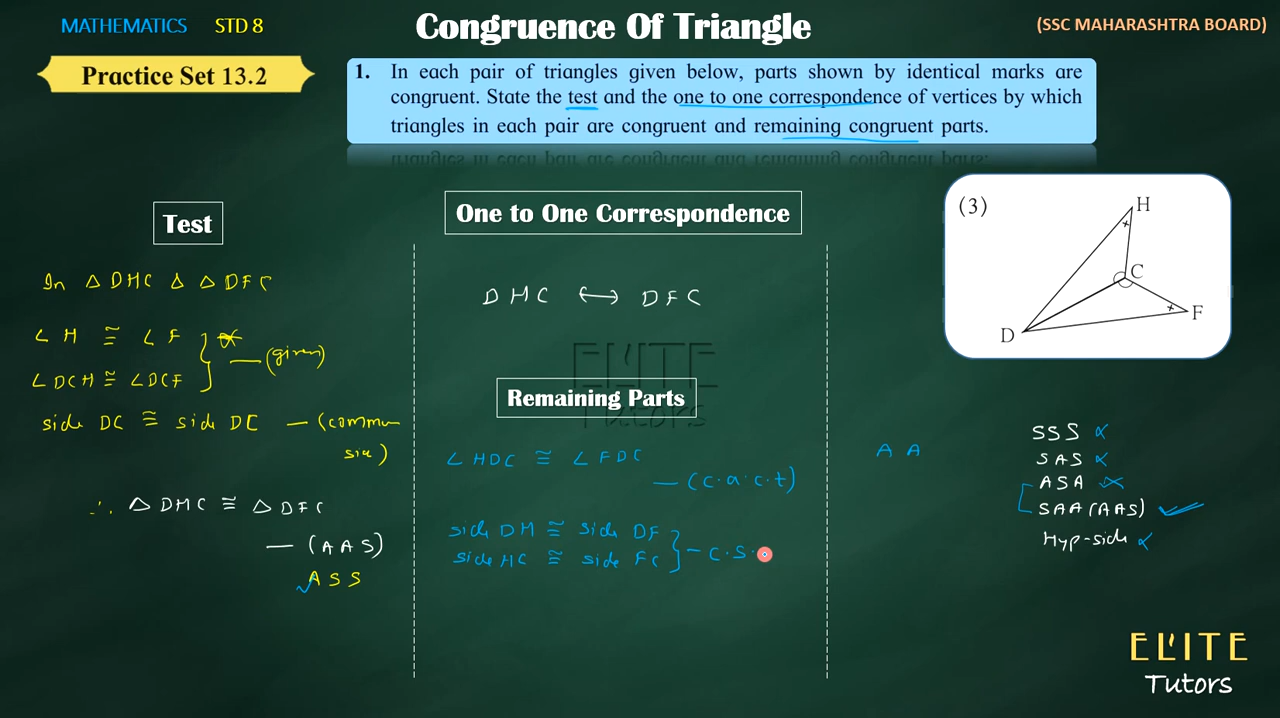 MATHEMATICS STD 8
Congruence Of Triangle
(SSC MAHARASHTRA BOARD)
Practice Set 13.2
1. In each pair of triangles given below, parts shown by identical marks are
congruent. State the test and the one to one correspondence of vertices by which
triangles in each pair are congruent and remaining congruent parts.
Test
In △ DHC & △ DFC
∠ H ≅ ∠ F
— (given)
∠ DCH ≅ ∠ DCF
side DC ≅ side DC — (common
side)
∴ △ DHC ≅ △ DFC
— (AAS)
ASS
One to One Correspondence
DHC ↔ DFC
ELITE
Tutors
Remaining Parts
∠ HDC ≅ ∠ FDC
— (c.a.c.t)
side DH ≅ side DF
side HC ≅ side FC
— c.s.
(3)
H
C
F
D
A A
SSS ×
SAS ×
ASA ×
SAA (AAS) ✓
Hyp-side ×
ELITE
Tutors